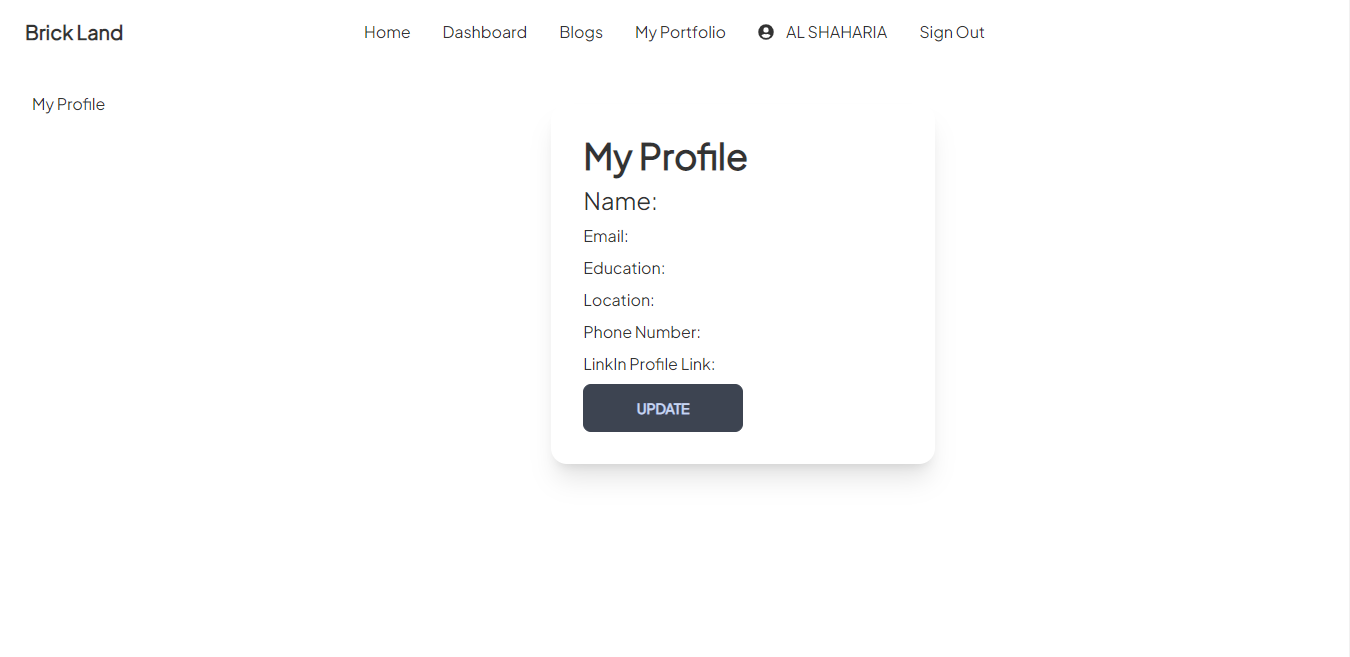 Brick Land Home Dashboard Blogs My Portfolio AL SHAHARIA Sign Out
My Profile
My Profile
Name:
Email:
Education:
Location:
Phone Number:
LinkIn Profile Link:
UPDATE